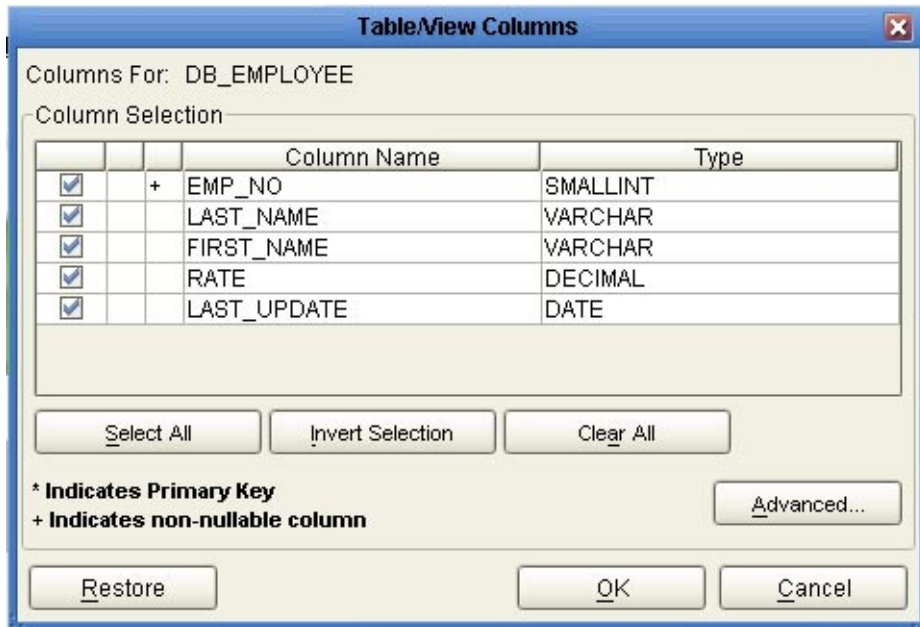 Table/View Columns
Columns For: DB_EMPLOYEE
Column Selection
Column Name Type
+ EMP_NO SMALLINT
LAST_NAME VARCHAR
FIRST_NAME VARCHAR
RATE DECIMAL
LAST_UPDATE DATE
Select All Invert Selection Clear All
* Indicates Primary Key
+ Indicates non-nullable column
Advanced...
Restore OK Cancel